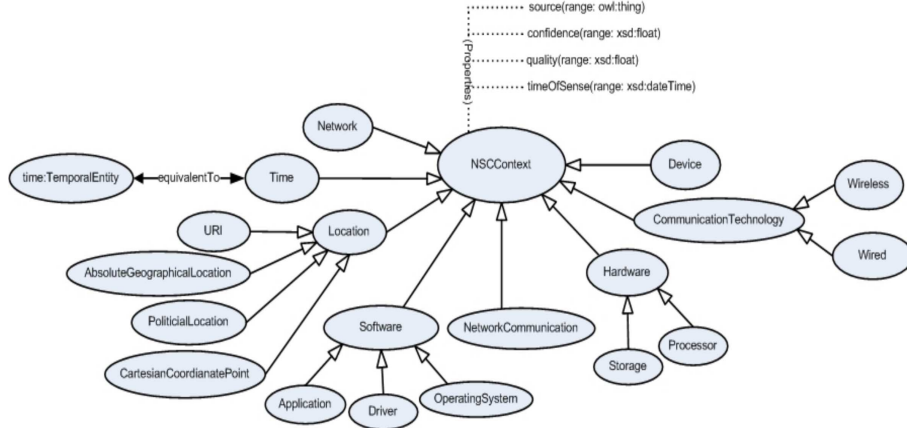 source(range: owl:thing)
confidence(range: xsd:float)
(Properties)
quality(range: xsd:float)
timeOfSense(range: xsd:dateTime)
Network
NSCContext
Device
time:TemporalEntity
equivalentTo
Time
Wireless
CommunicationTechnology
URI
Location
Wired
AbsoluteGeographicalLocation
Hardware
PoliticialLocation
Software
NetworkCommunication
Processor
CartesianCoordianatePoint
Storage
Application
Driver
OperatingSystem